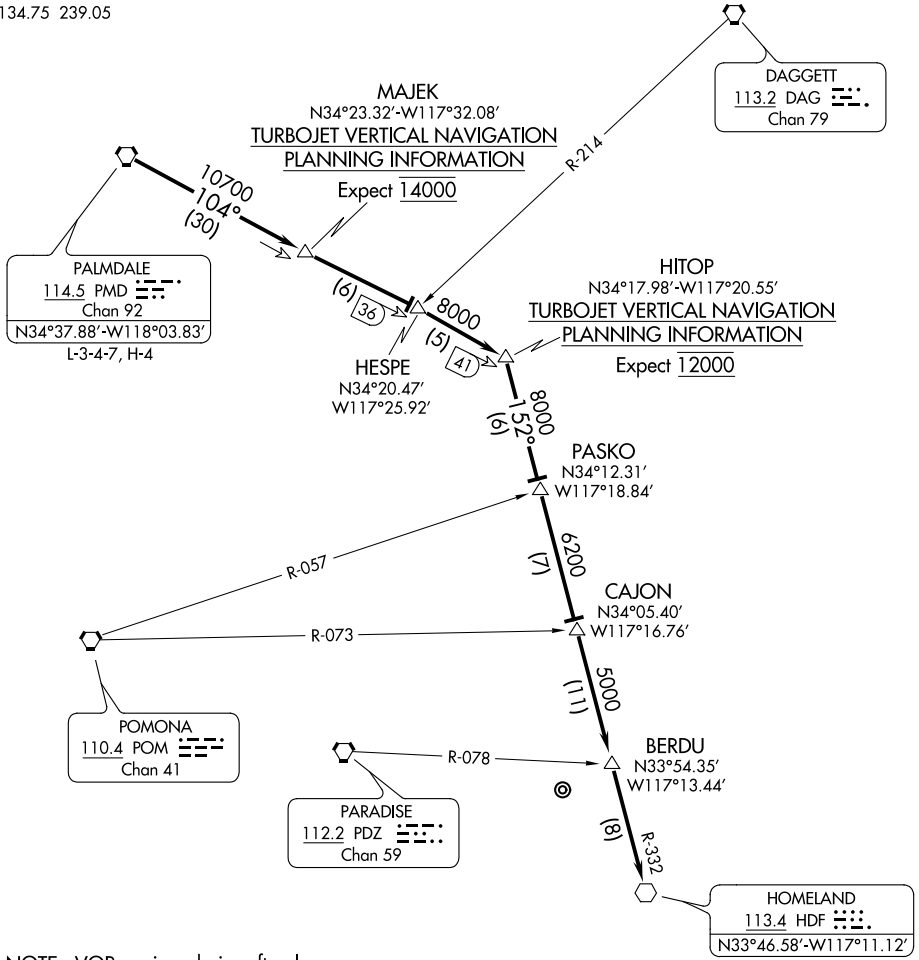 134.75 239.05
DAGGETT
113.2 DAG
Chan 79
MAJEK
N34°23.32'-W117°32.08'
TURBOJET VERTICAL NAVIGATION
PLANNING INFORMATION
Expect 14000
R-214
10700
104°
(30)
PALMDALE
114.5 PMD
Chan 92
N34°37.88'-W118°03.83'
L-3-4-7, H-4
(6)
36
8000
(5)
41
HESPE
N34°20.47'
W117°25.92'
HITOP
N34°17.98'-W117°20.55'
TURBOJET VERTICAL NAVIGATION
PLANNING INFORMATION
Expect 12000
8000
152°
(6)
PASKO
N34°12.31'
W117°18.84'
R-057
6200
(7)
CAJON
N34°05.40'
W117°16.76'
R-073
POMONA
110.4 POM
Chan 41
5000
(11)
R-078
BERDU
N33°54.35'
W117°13.44'
PARADISE
112.2 PDZ
Chan 59
(8)
R-332
HOMELAND
113.4 HDF
N33°46.58'-W117°11.12'